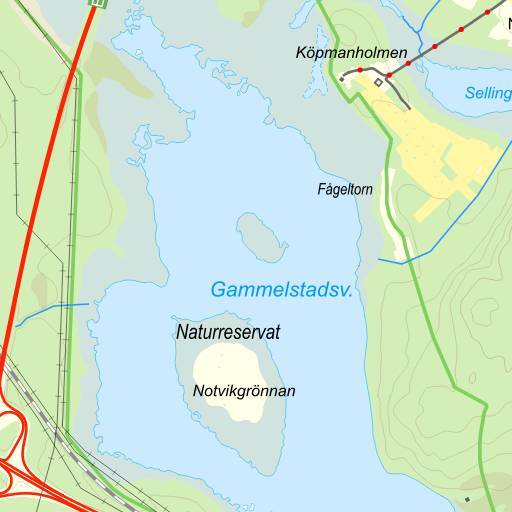 Köpmanholmen
Selling
Fågeltorn
Gammelstadsv.
Naturreservat
Notvikgrönnan